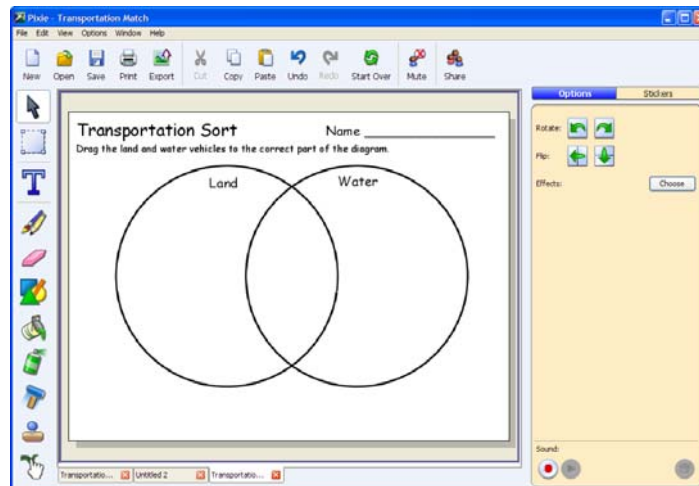 Pixie - Transportation Match
File Edit View Options Window Help
New Open Save Print Export Cut Copy Paste Undo Redo Start Over Mute Share
Options Stickers
Transportation Sort Name
Drag the land and water vehicles to the correct part of the diagram.
Rotate:
Flip:
Effects: Choose
Land Water
T
Sound:
Transportatio... Untitled 2 Transportatio...